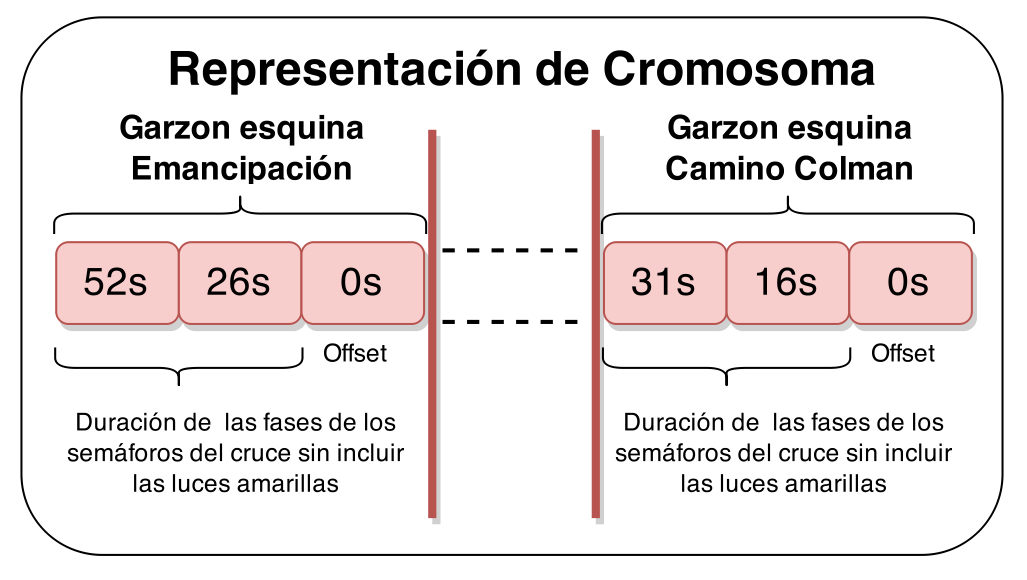 Representación de Cromosoma
Garzon esquina
Emancipación
52s 26s 0s
Offset
Duración de las fases de los
semáforos del cruce sin incluir
las luces amarillas
Garzon esquina
Camino Colman
31s 16s 0s
Offset
Duración de las fases de los
semáforos del cruce sin incluir
las luces amarillas